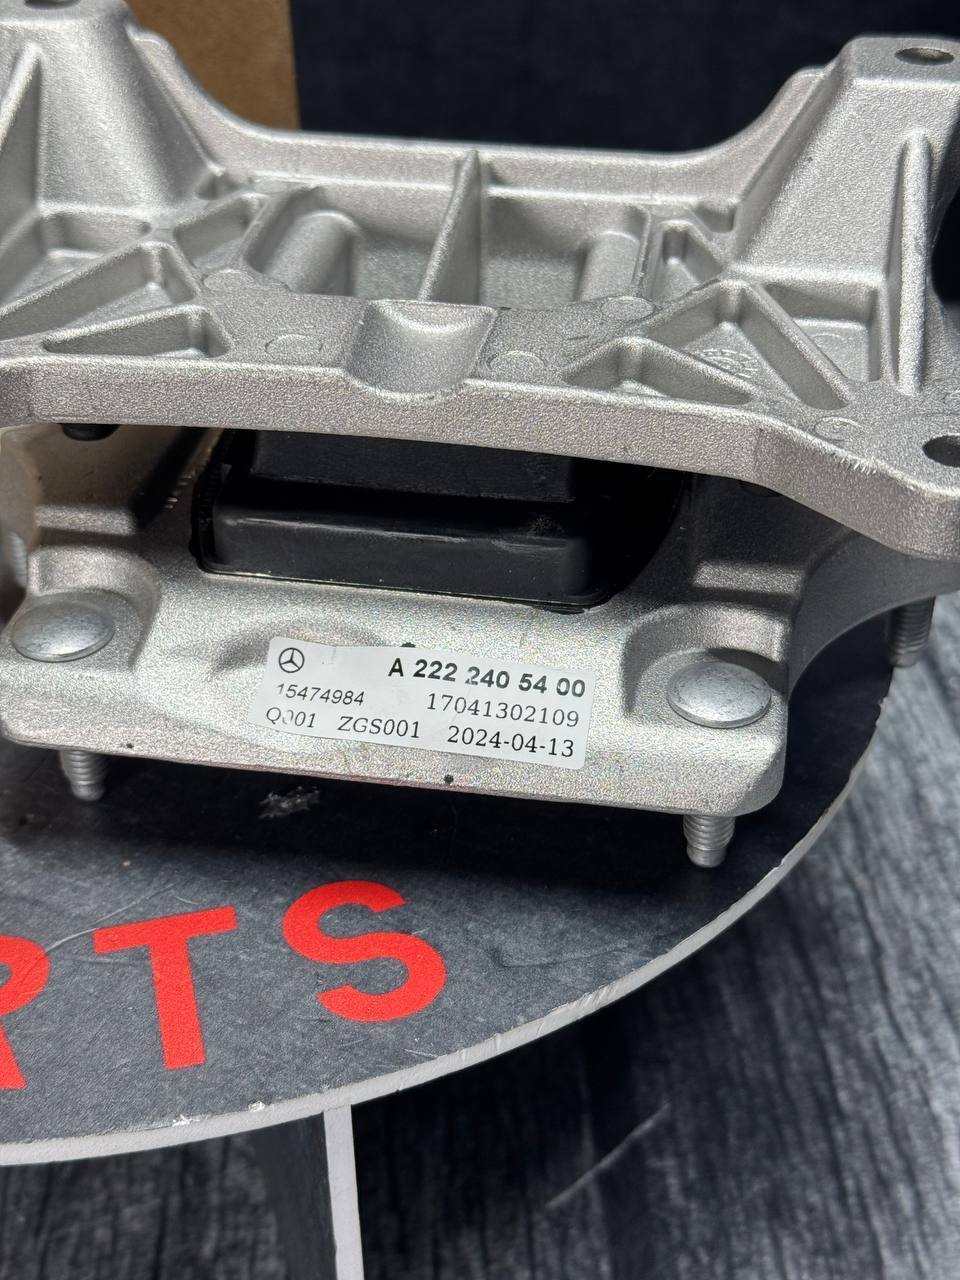 A 222 240 54 00
15474984 17041302109
Q001 ZGS001 2024-04-13
RTS